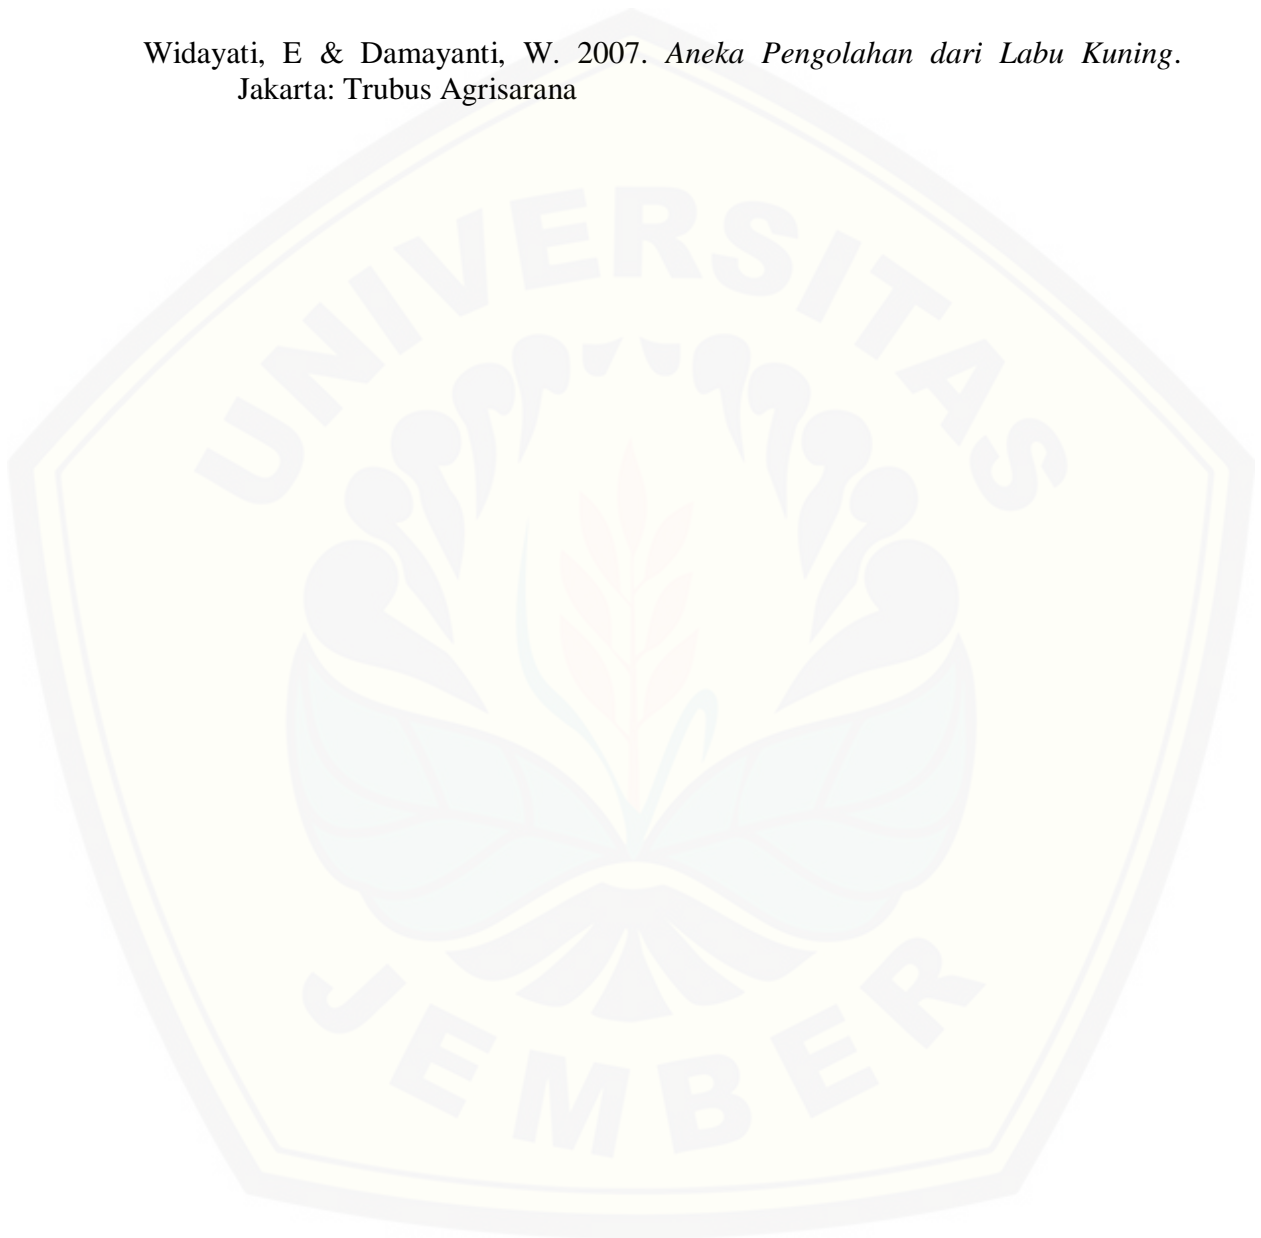 Widayati, E & Damayanti, W. 2007. Aneka Pengolahan dari Labu Kuning.
Jakarta: Trubus Agrisarana
UNIVERSITAS
JEMBER